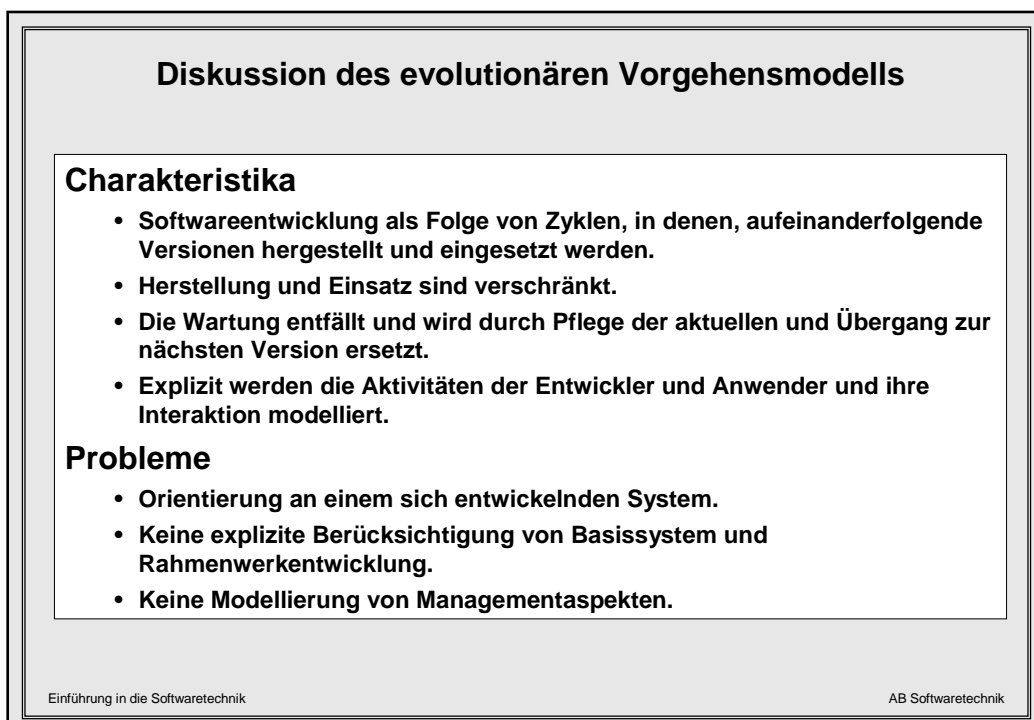 Diskussion des evolutionären Vorgehensmodells
Charakteristika
• Softwareentwicklung als Folge von Zyklen, in denen, aufeinanderfolgende
Versionen hergestellt und eingesetzt werden.
• Herstellung und Einsatz sind verschränkt.
• Die Wartung entfällt und wird durch Pflege der aktuellen und Übergang zur
nächsten Version ersetzt.
• Explizit werden die Aktivitäten der Entwickler und Anwender und ihre
Interaktion modelliert.
Probleme
• Orientierung an einem sich entwickelnden System.
• Keine explizite Berücksichtigung von Basissystem und
Rahmenwerkentwicklung.
• Keine Modellierung von Managementaspekten.
Einführung in die Softwaretechnik
AB Softwaretechnik